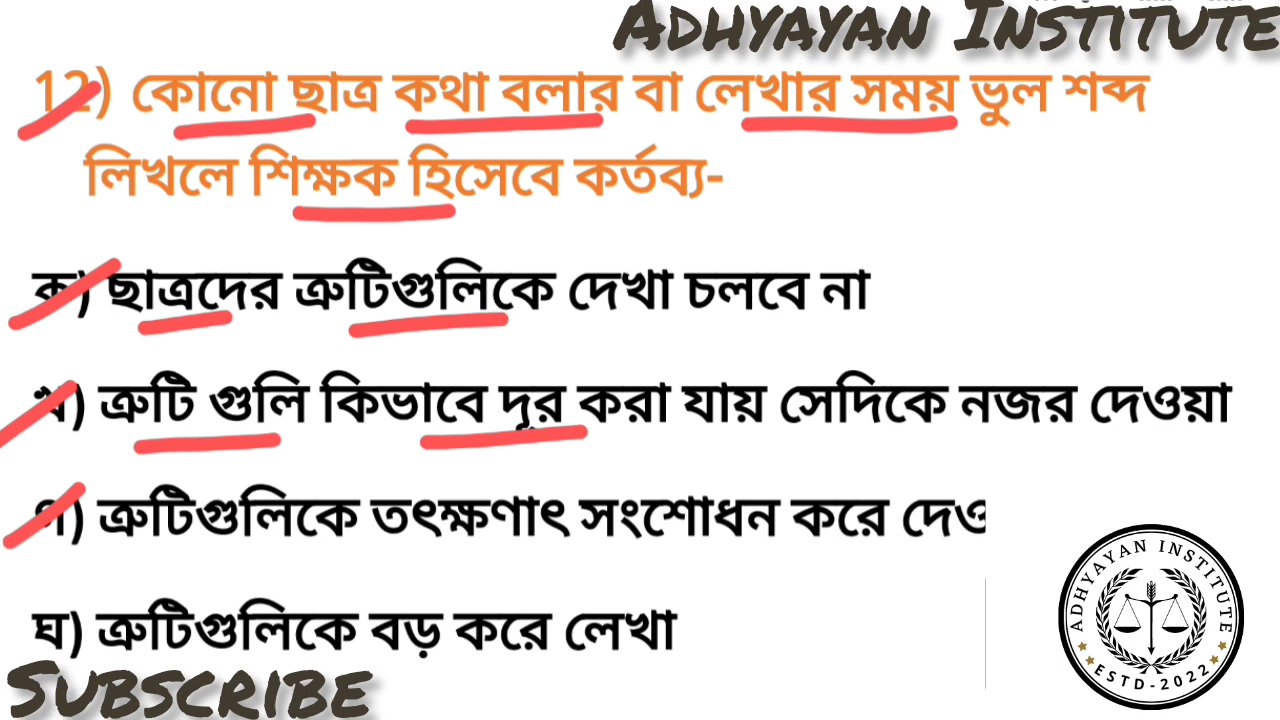 ADHYAYAN INSTITUTE
12) কোনো ছাত্র কথা বলার বা লেখার সময় ভুল শব্দ
লিখলে শিক্ষক হিসেবে কর্তব্য-
ক) ছাত্রদের ত্রুটিগুলিকে দেখা চলবে না
খ) ত্রুটি গুলি কিভাবে দূর করা যায় সেদিকে নজর দেওয়া
গ) ত্রুটিগুলিকে তৎক্ষণাৎ সংশোধন করে দেও
ঘ) ত্রুটিগুলিকে বড় করে লেখা
ADHYAYAN INSTITUTE
ESTD-2022
SUBSCRIBE